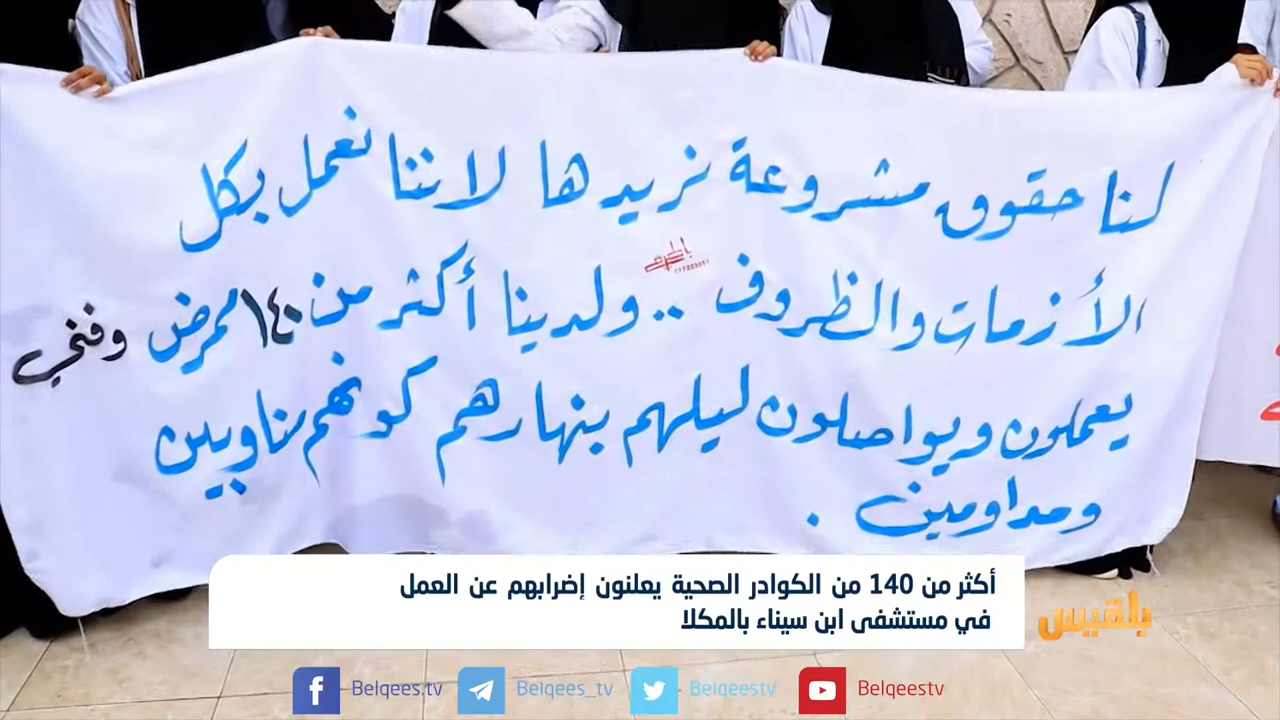 لنا حقوق مشروعة نريدها لاننا نعمل بكل
الأزمات والظروف .. ولدينا أكثر من ١٤٠ ممرض وفني
يعملون ويواصلون ليلهم بنهارهم كونهم مناوبين
ومداومين .
أكثر من 140 من الكوادر الصحية يعلنون إضرابهم عن العمل
في مستشفى ابن سيناء بالمكلا
بلقيس
Belqees.tv
Belqees_tv
Belqeestv
Belqeestv